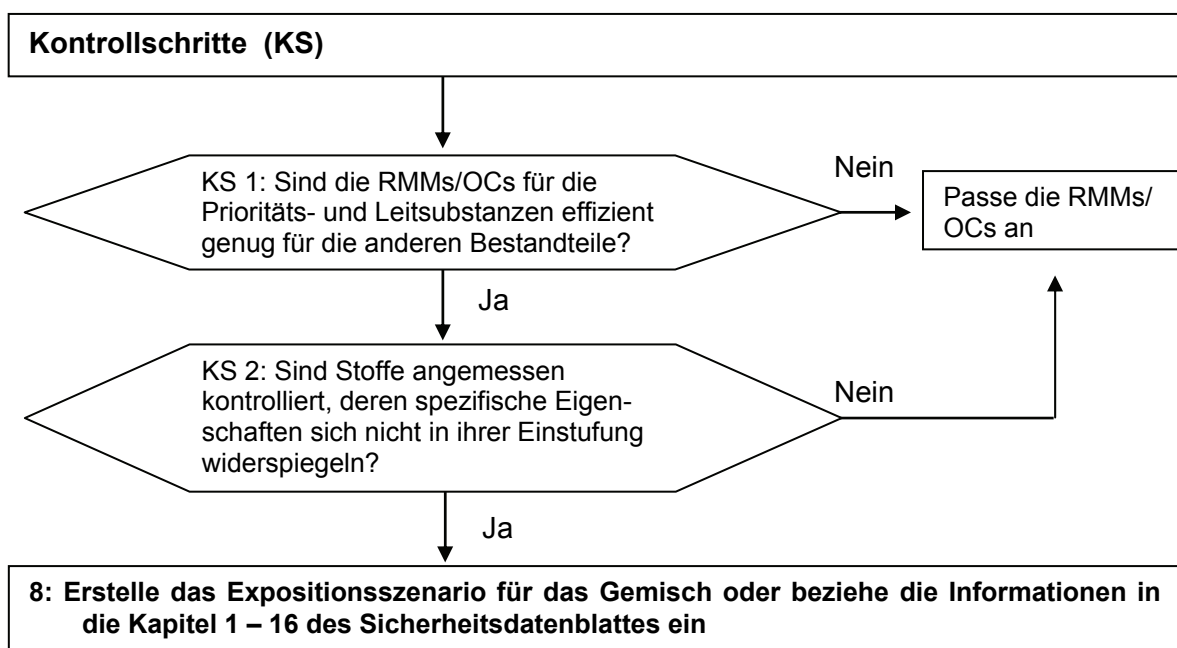 Kontrollschritte (KS)
KS 1: Sind die RMMs/OCs für die
Prioritäts- und Leitsubstanzen effizient
genug für die anderen Bestandteile?
Nein
Passe die RMMs/
OCs an
Ja
KS 2: Sind Stoffe angemessen
kontrolliert, deren spezifische Eigen-
schaften sich nicht in ihrer Einstufung
widerspiegeln?
Nein
Ja
8: Erstelle das Expositionsszenario für das Gemisch oder beziehe die Informationen in
die Kapitel 1 – 16 des Sicherheitsdatenblattes ein